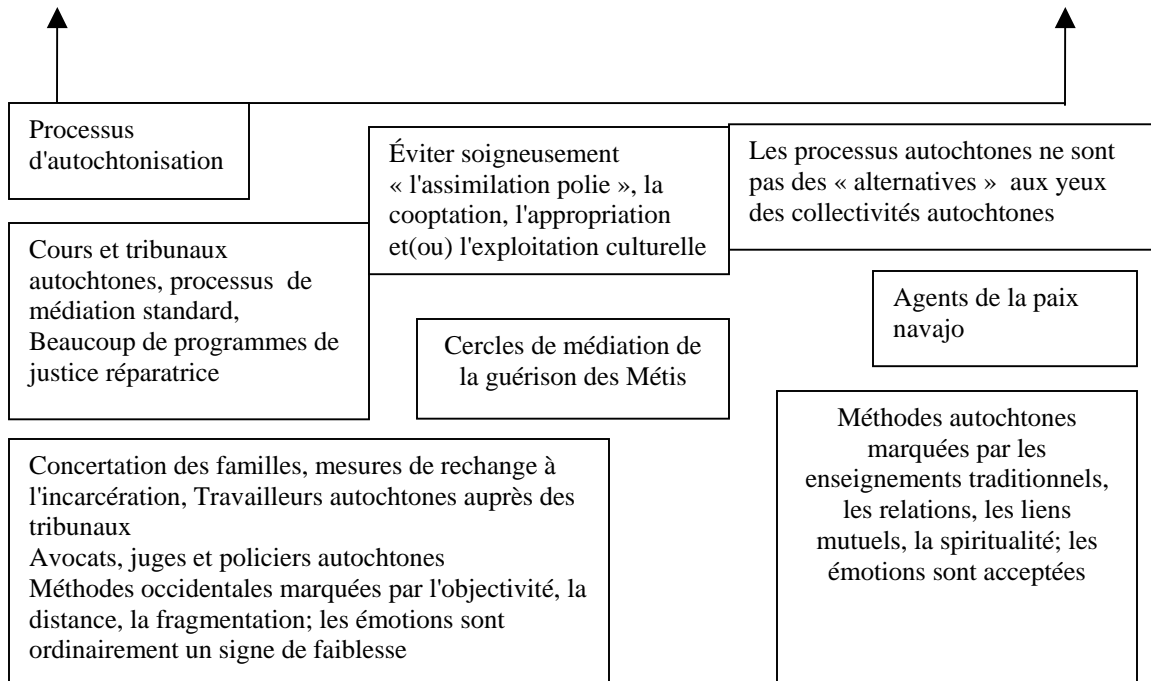 Processus
d'autochtonisation
Éviter soigneusement
« l'assimilation polie », la
cooptation, l'appropriation
et(ou) l'exploitation culturelle
Les processus autochtones ne sont
pas des « alternatives » aux yeux
des collectivités autochtones
Cours et tribunaux
autochtones, processus de
médiation standard,
Beaucoup de programmes de
justice réparatrice
Cercles de médiation de
la guérison des Métis
Agents de la paix
navajo
Concertation des familles, mesures de rechange à
l'incarcération, Travailleurs autochtones auprès des
tribunaux
Avocats, juges et policiers autochtones
Méthodes occidentales marquées par l'objectivité, la
distance, la fragmentation; les émotions sont
ordinairement un signe de faiblesse
Méthodes autochtones
marquées par les
enseignements traditionnels,
les relations, les liens
mutuels, la spiritualité; les
émotions sont acceptées